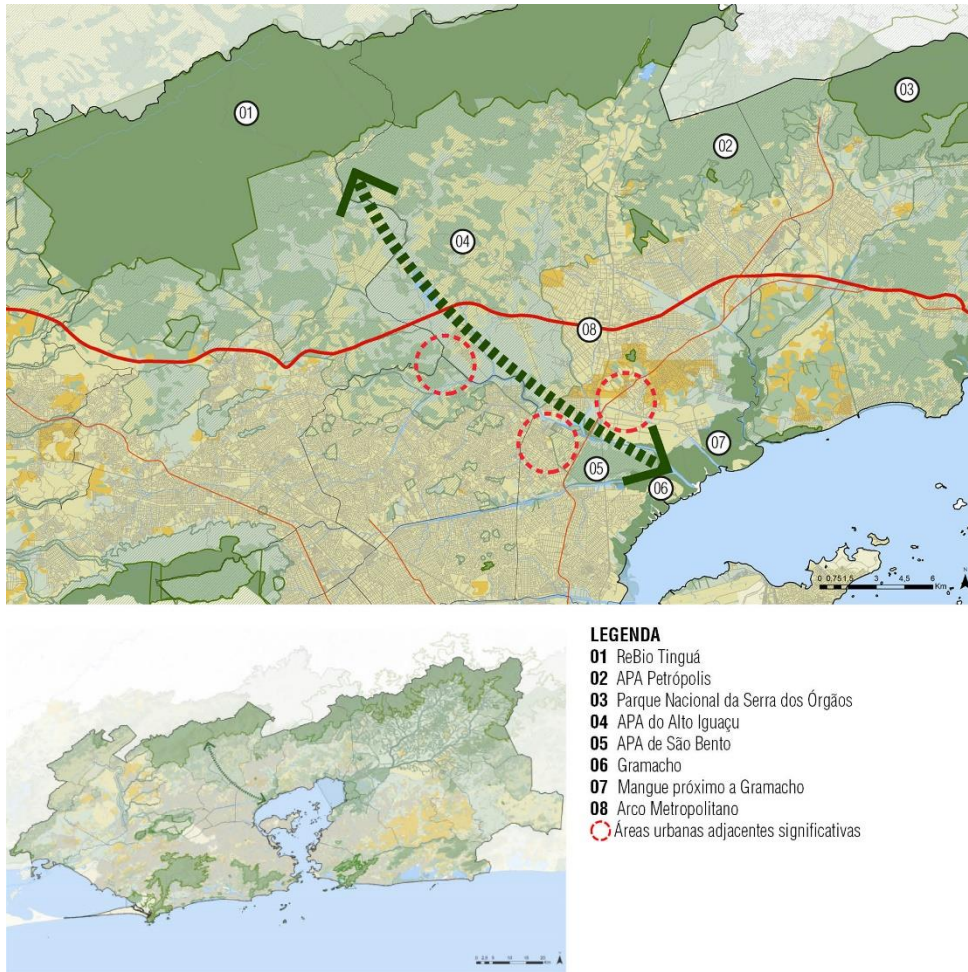 01
03
02
04
08
07
05
06
0 0.75 1.5 3 4.5 6
Km
N
LEGENDA
01 ReBio Tinguá
02 APA Petrópolis
03 Parque Nacional da Serra dos Órgãos
04 APA do Alto Iguaçu
05 APA de São Bento
06 Gramacho
07 Mangue próximo a Gramacho
08 Arco Metropolitano
Áreas urbanas adjacentes significativas